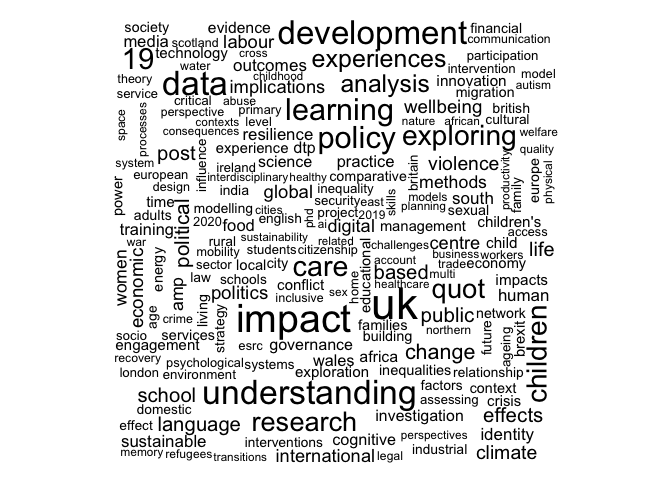 society evidence development financial
media scotland labour communication
19 technology cross outcomes experiences participation
water childhood intervention model
theory data implications analysis innovation autism
service migration
critical abuse learning wellbeing british
perspective primary nature african cultural
space processes contexts level policy exploring
consequences resilience welfare
post experience dtp quality
system influence ireland science practice britain violence productivity family europe physical
european interdisciplinary healthy comparative methods
power design india global inequality skills models south
time security east planning sexual
adults political modelling cities english phd project 2019 children's
training 2020 food ai digital management access
war rural sustainability related challenges centre child life
women economic energy mobility students citizenship educational business workers
sector local city care account based trade economy
amp law schools home healthcare multi impacts
age living politics conflict sex uk quot human
crime strategy inclusive impact public network children
socio services families northern future ageing brexit
engagement esrc governance building change
recovery psychological systems wales africa inequalities relationship
london environment exploration
school understanding factors context
domestic assessing crisis
effect language research investigation effects
sustainable interventions cognitive perspectives identity
memory refugees transitions international legal industrial climate